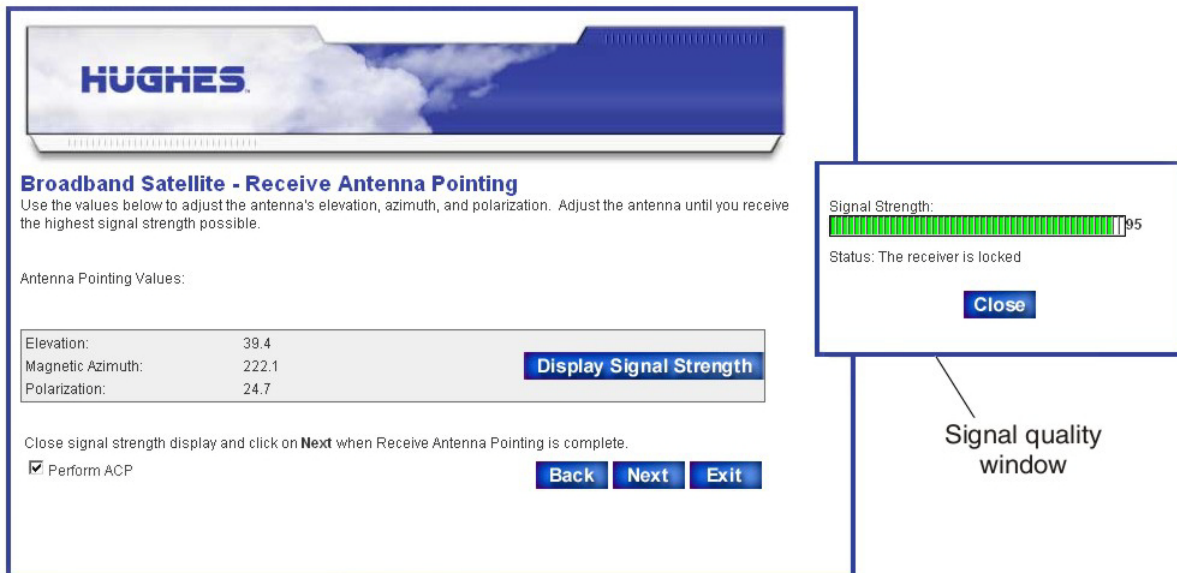 HUGHES
Broadband Satellite - Receive Antenna Pointing
Use the values below to adjust the antenna's elevation, azimuth, and polarization. Adjust the antenna until you receive
the highest signal strength possible.
Antenna Pointing Values:
Elevation: 39.4
Magnetic Azimuth: 222.1
Polarization: 24.7
Display Signal Strength
Close signal strength display and click on Next when Receive Antenna Pointing is complete.
Perform ACP
Back Next Exit
Signal Strength:
95
Status: The receiver is locked
Close
Signal quality
window